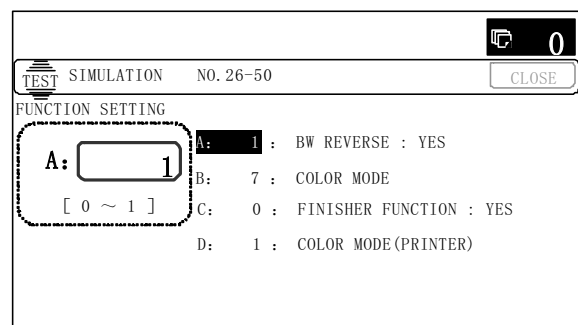 0
TEST SIMULATION NO.26-50 CLOSE
FUNCTION SETTING
A: 1
[ 0 ~ 1 ]
A: 1 : BW REVERSE : YES
B: 7 : COLOR MODE
C: 0 : FINISHER FUNCTION : YES
D: 1 : COLOR MODE(PRINTER)